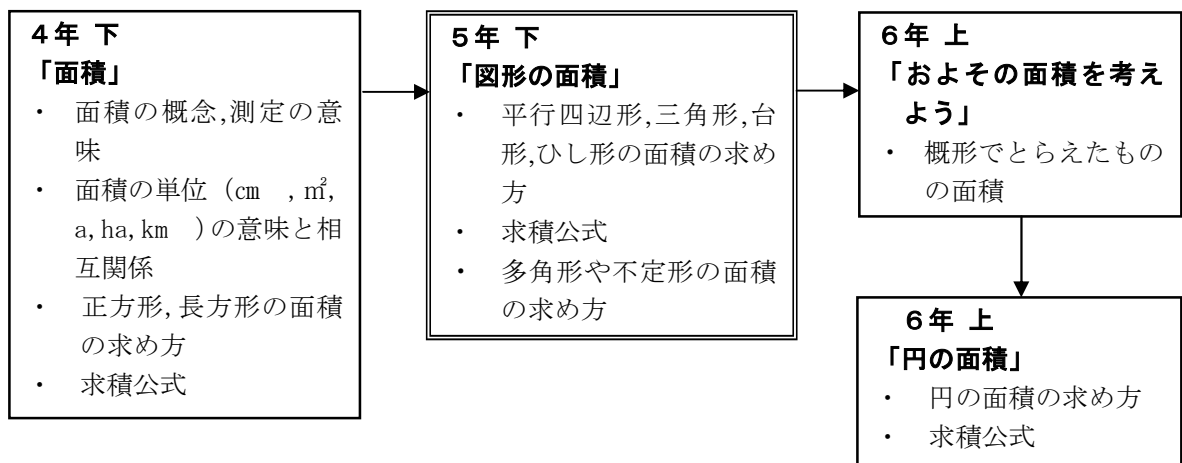 ４年 下
「面積」
・ 面積の概念,測定の意
味
・ 面積の単位（㎝ ,㎡,
a,ha,km ）の意味と相
互関係
・ 正方形,長方形の面積
の求め方
・ 求積公式
５年 下
「図形の面積」
・ 平行四辺形,三角形,台
形,ひし形の面積の求め
方
・ 求積公式
・ 多角形や不定形の面積
の求め方
６年 上
「およその面積を考え
よう」
・ 概形でとらえたもの
の面積
６年 上
「円の面積」
・ 円の面積の求め方
・ 求積公式